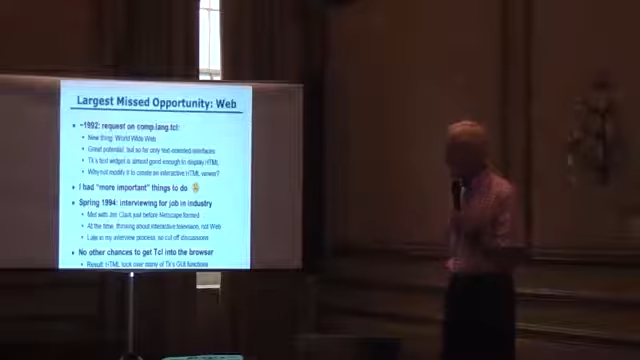 Largest Missed Opportunity: Web
~1992: request on comp.lang.tcl:
New thing: World Wide Web
Great potential, but so far only text-oriented interfaces
Tk's text widget is almost good enough to display HTML
Why not modify it to create an interactive HTML viewer?
I had "more important" things to do
Spring 1994: interviewing for job in industry
Met with Jim Clark just before Netscape formed
At the time, thinking about interactive television, not Web
Late in my interview process, so cut off discussions
No other chances to get Tcl into the browser
Result: HTML took over many of Tk's GUI functions